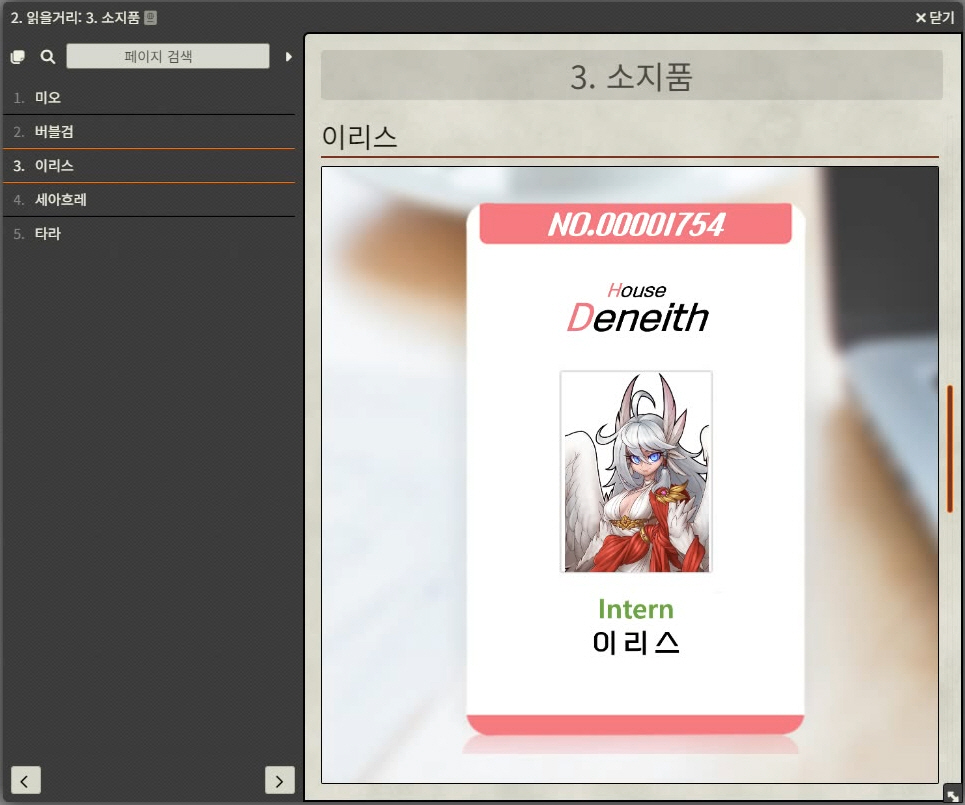 2. 읽을거리: 3. 소지품
닫기
페이지 검색
1. 미오
2. 버블검
3. 이리스
4. 세아흐레
5. 타라
3. 소지품
이리스
NO.00001754
House
Deneith
Intern
이리스